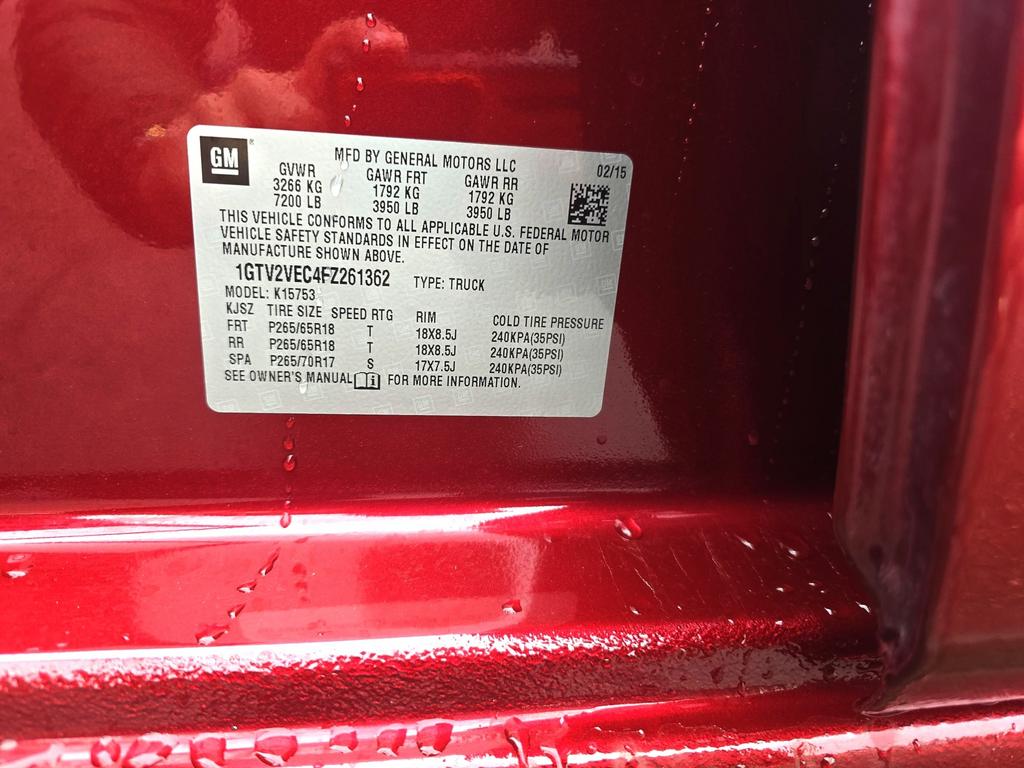 GM
MFD BY GENERAL MOTORS LLC
02/15
GVWR GAWR FRT GAWR RR
3266 KG 1792 KG 1792 KG
7200 LB 3950 LB 3950 LB
THIS VEHICLE CONFORMS TO ALL APPLICABLE U.S. FEDERAL MOTOR
VEHICLE SAFETY STANDARDS IN EFFECT ON THE DATE OF
MANUFACTURE SHOWN ABOVE.
1GTV2VEC4FZ261362 TYPE: TRUCK
MODEL: K15753
KJSZ TIRE SIZE SPEED RTG RIM COLD TIRE PRESSURE
FRT P265/65R18 T 18X8.5J 240KPA(35PSI)
RR P265/65R18 T 18X8.5J 240KPA(35PSI)
SPA P265/70R17 S 17X7.5J 240KPA(35PSI)
SEE OWNER'S MANUAL FOR MORE INFORMATION.